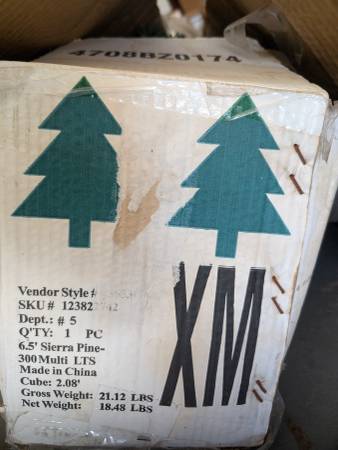 4708BZ0174
Vendor Style #
SKU # 12382
Dept.: # 5
Q'TY: 1 PC
6.5' Sierra Pine-
300 Multi LTS
Made in China
Cube: 2.08'
Gross Weight: 21.12 LBS
Net Weight: 18.48 LBS
XM